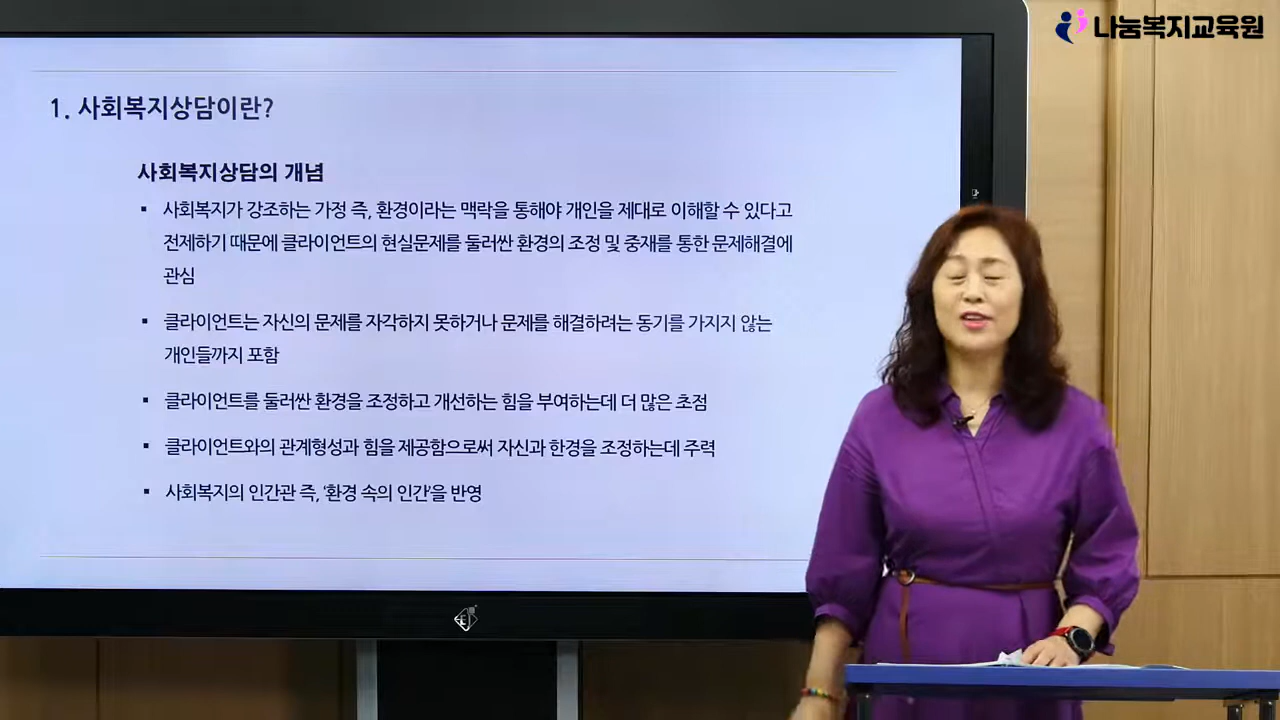 나눔복지교육원
1. 사회복지상담이란?
사회복지상담의 개념
▪ 사회복지가 강조하는 가정 즉, 환경이라는 맥락을 통해야 개인을 제대로 이해할 수 있다고
전제하기 때문에 클라이언트의 현실문제를 둘러싼 환경의 조정 및 중재를 통한 문제해결에
관심
▪ 클라이언트는 자신의 문제를 자각하지 못하거나 문제를 해결하려는 동기를 가지지 않는
개인들까지 포함
▪ 클라이언트를 둘러싼 환경을 조정하고 개선하는 힘을 부여하는데 더 많은 초점
▪ 클라이언트와의 관계형성과 힘을 제공함으로써 자신과 한경을 조정하는데 주력
▪ 사회복지의 인간관 즉, '환경 속의 인간'을 반영